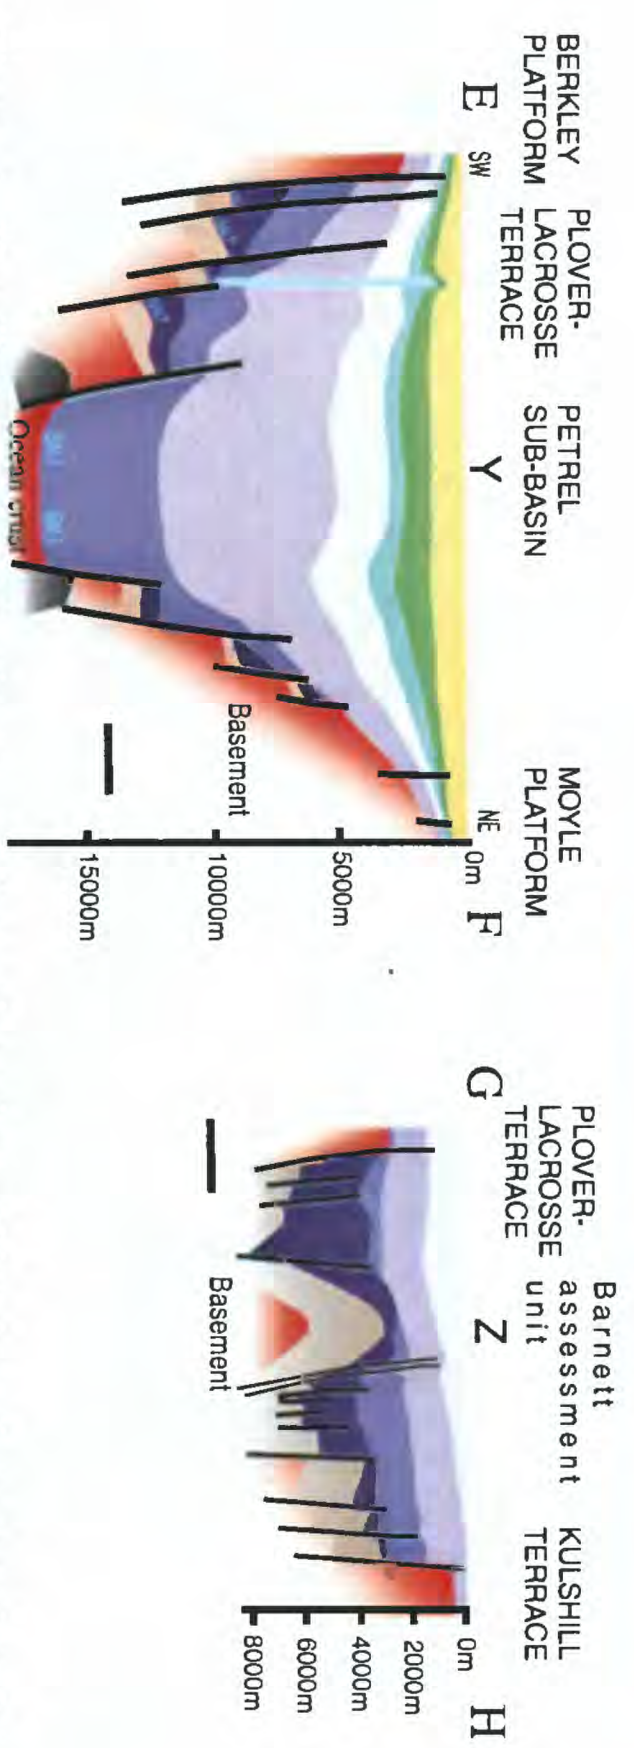 BERKLEY
PLATFORM
PLOVER-
LACROSSE
TERRACE
PETREL
SUB-BASIN
MOYLE
PLATFORM
E
SW
Y
NE
F
0m
5000m
10000m
15000m
Basement
Ocean crust
PLOVER-
LACROSSE
TERRACE
Barnett
assessment
unit
KULSHILL
TERRACE
G
Z
H
0m
2000m
4000m
6000m
8000m
Basement